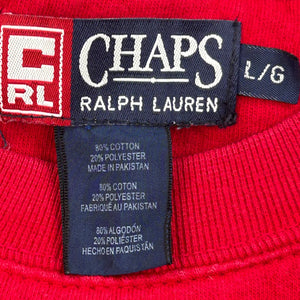 C
RL
CHAPS
RALPH LAUREN
L/G
80% COTTON
20% POLYESTER
MADE IN PAKISTAN
80% COTON
20% POLYESTER
FABRIQUÉ AU PAKISTAN
80% ALGODÓN
20% POLIÉSTER
HECHO EN PAQUISTÁN